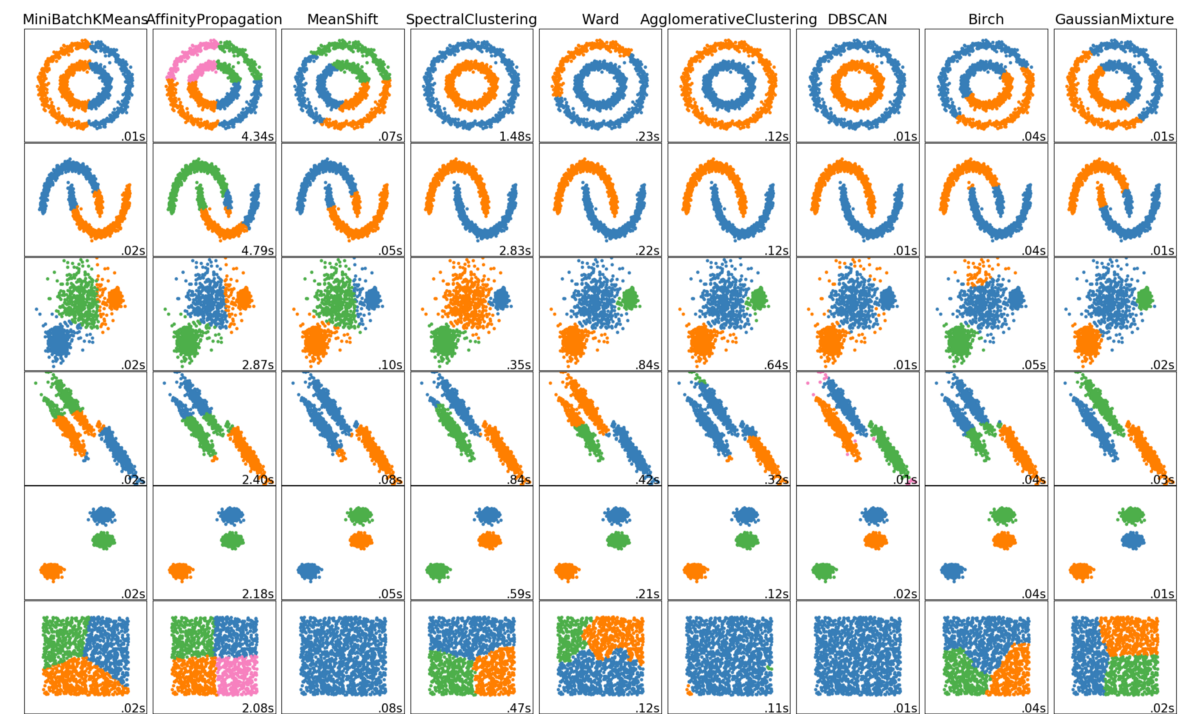 MiniBatchKMeans AffinityPropagation MeanShift SpectralClustering Ward AgglomerativeClustering DBSCAN Birch GaussianMixture
.01s 4.34s .07s 1.48s .23s .12s .01s .04s .01s
.02s 4.79s .05s 2.83s .22s .12s .01s .04s .01s
.02s 2.87s .10s .35s .84s .64s .01s .05s .02s
.02s 2.40s .08s .84s .42s .32s .01s .04s .03s
.02s 2.18s .05s .59s .21s .12s .02s .04s .01s
.02s 2.08s .08s .47s .12s .11s .01s .04s .02s